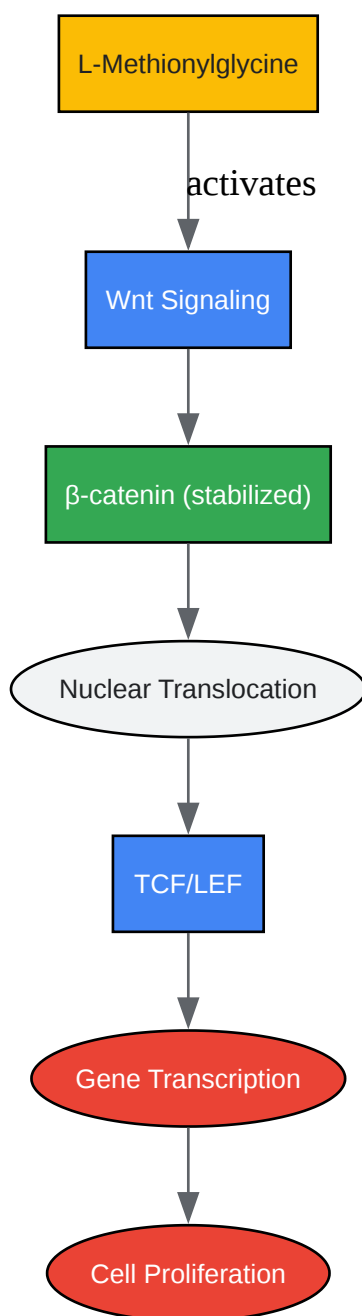 L-Methionylglycine
activates
Wnt Signaling
β-catenin (stabilized)
Nuclear Translocation
TCF/LEF
Gene Transcription
Cell Proliferation